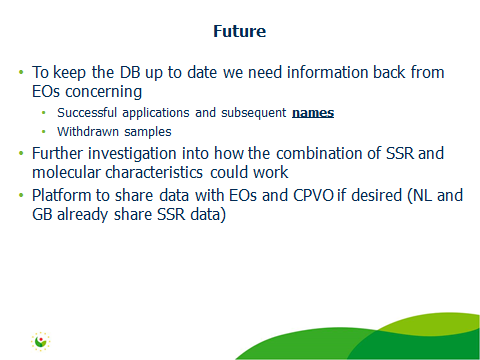 Future
• To keep the DB up to date we need information back from
EOs concerning
• Successful applications and subsequent names
• Withdrawn samples
• Further investigation into how the combination of SSR and
molecular characteristics could work
• Platform to share data with EOs and CPVO if desired (NL and
GB already share SSR data)